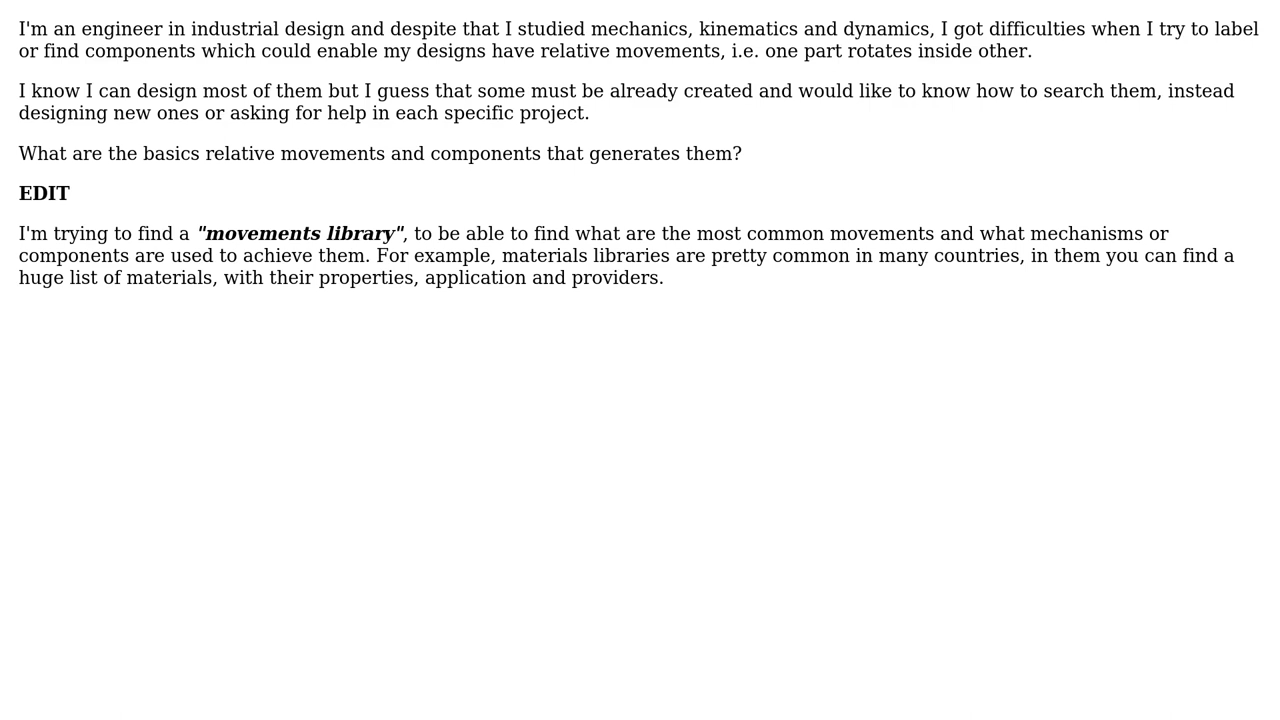 I'm an engineer in industrial design and despite that I studied mechanics, kinematics and dynamics, I got difficulties when I try to label
or find components which could enable my designs have relative movements, i.e. one part rotates inside other.
I know I can design most of them but I guess that some must be already created and would like to know how to search them, instead
designing new ones or asking for help in each specific project.
What are the basics relative movements and components that generates them?
EDIT
I'm trying to find a "movements library", to be able to find what are the most common movements and what mechanisms or
components are used to achieve them. For example, materials libraries are pretty common in many countries, in them you can find a
huge list of materials, with their properties, application and providers.